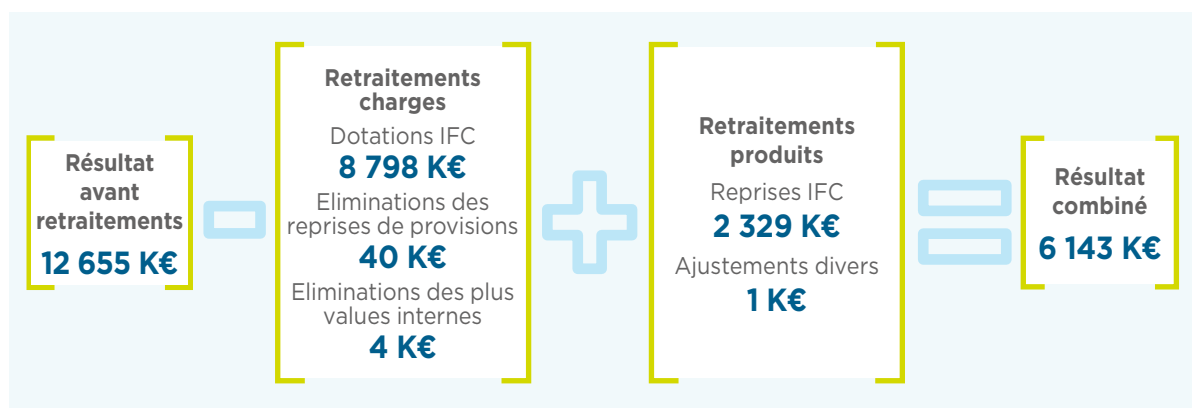 Résultat
avant
retraitements
12 655 K€
Retraitements
charges
Dotations IFC
8 798 K€
Eliminations des
reprises de provisions
40 K€
Eliminations des plus
values internes
4 K€
Retraitements
produits
Reprises IFC
2 329 K€
Ajustements divers
1 K€
Résultat
combiné
6 143 K€